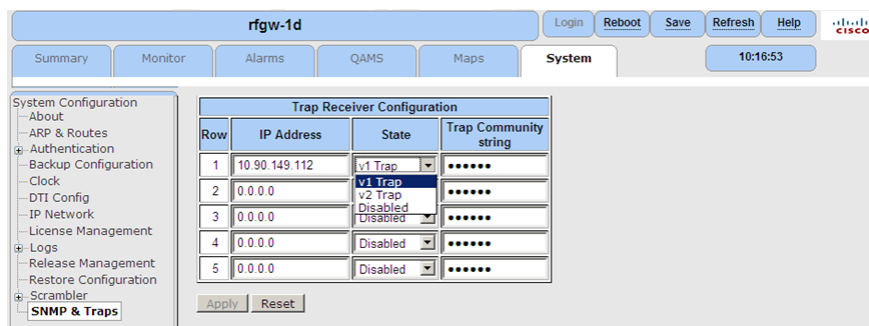 rfgw-1d
Login Reboot Save Refresh Help
CISCO
Summary Monitor Alarms QAMS Maps System
10:16:53
System Configuration
About
ARP & Routes
Authentication
Backup Configuration
Clock
DTI Config
IP Network
License Management
Logs
Release Management
Restore Configuration
Scrambler
SNMP & Traps
Trap Receiver Configuration
Row IP Address State Trap Community
string
1 10.90.149.112 v1 Trap ••••••
v1 Trap
v2 Trap
Disabled
2 0.0.0.0 ••••••
3 0.0.0.0 Disabled ••••••
4 0.0.0.0 Disabled ••••••
5 0.0.0.0 Disabled ••••••
Apply Reset